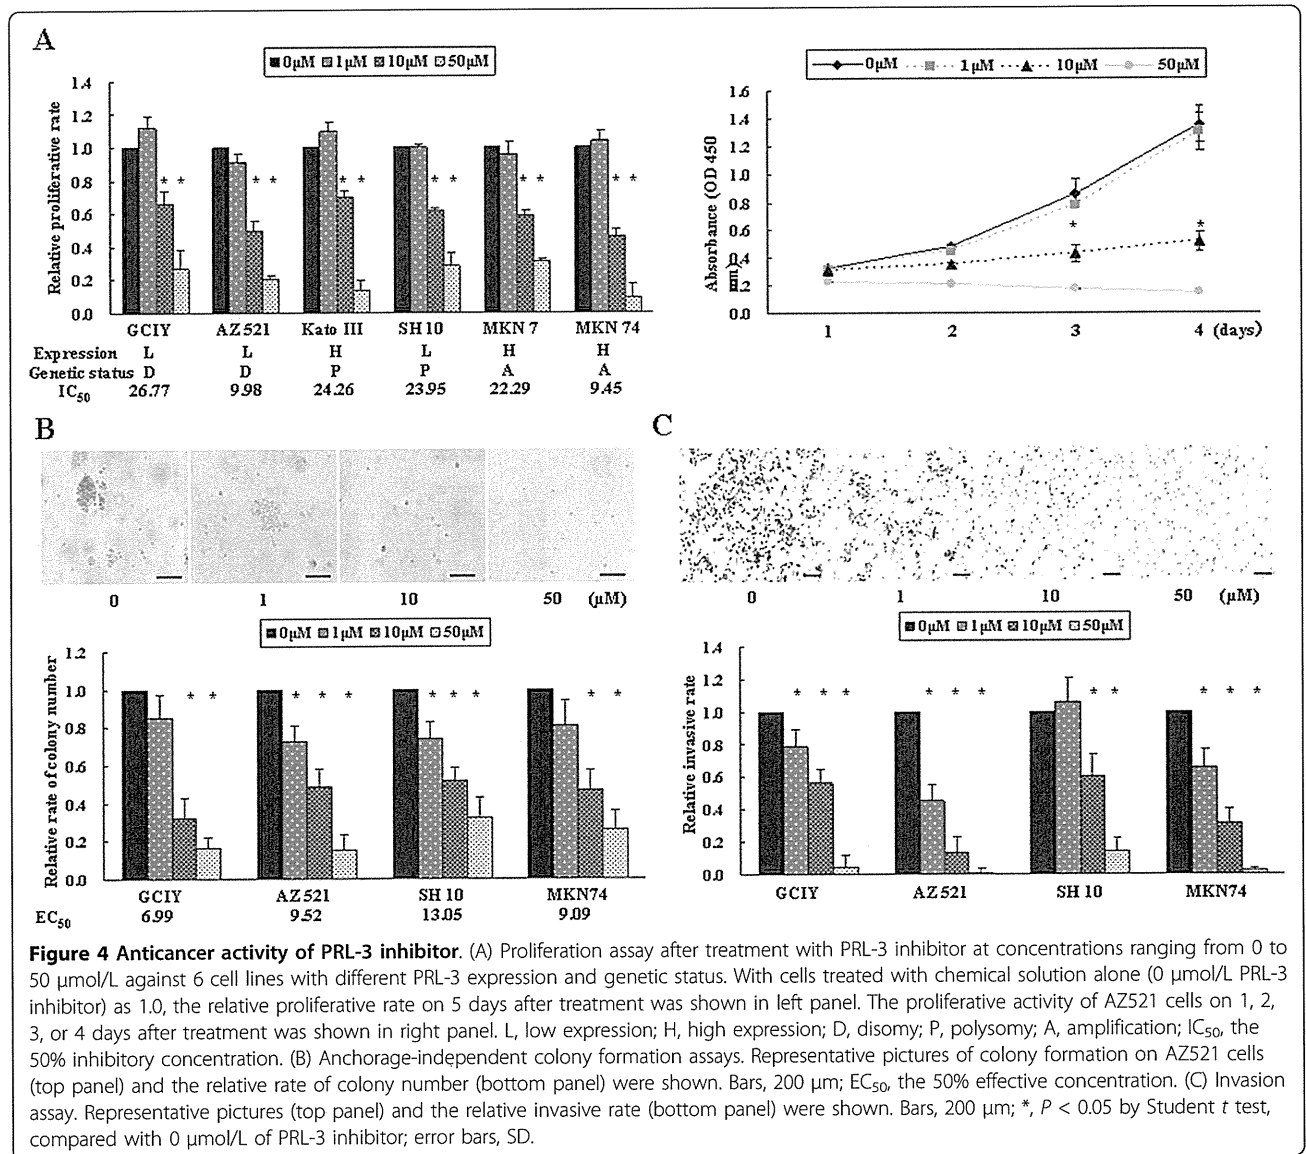 A
0μM 1μM 10μM 50μM
Relative proliferative rate
1.4
1.2
1.0
0.8
0.6
0.4
0.2
0.0
* * * * * * * * * * * *
GCIY AZ521 Kato III SH10 MKN 7 MKN 74
Expression L L H L H H
Genetic status D D P P A A
IC50 26.77 9.98 24.26 23.95 22.29 9.45
0μM 1μM 10μM 50μM
Absorbance (OD 450
nm)
1.6
1.4
1.2
1.0
0.8
0.6
0.4
0.2
0.0
* *
1 2 3 4 (days)
B
0 1 10 50 (μM)
0μM 1μM 10μM 50μM
Relative rate of colony number
1.2
1.0
0.8
0.6
0.4
0.2
0.0
* * * * * * * * * *
GCIY AZ521 SH10 MKN74
EC50 6.99 9.52 13.05 9.09
C
0 1 10 50 (μM)
0μM 1μM 10μM 50μM
Relative invasive rate
1.4
1.2
1.0
0.8
0.6
0.4
0.2
0.0
* * * * * * * * * * *
GCIY AZ521 SH10 MKN74
Figure 4 Anticancer activity of PRL-3 inhibitor. (A) Proliferation assay after treatment with PRL-3 inhibitor at concentrations ranging from 0 to
50 μmol/L against 6 cell lines with different PRL-3 expression and genetic status. With cells treated with chemical solution alone (0 μmol/L PRL-3
inhibitor) as 1.0, the relative proliferative rate on 5 days after treatment was shown in left panel. The proliferative activity of AZ521 cells on 1, 2,
3, or 4 days after treatment was shown in right panel. L, low expression; H, high expression; D, disomy; P, polysomy; A, amplification; IC50, the
50% inhibitory concentration. (B) Anchorage-independent colony formation assays. Representative pictures of colony formation on AZ521 cells
(top panel) and the relative rate of colony number (bottom panel) were shown. Bars, 200 μm; EC50, the 50% effective concentration. (C) Invasion
assay. Representative pictures (top panel) and the relative invasive rate (bottom panel) were shown. Bars, 200 μm; *, P < 0.05 by Student t test,
compared with 0 μmol/L of PRL-3 inhibitor; error bars, SD.